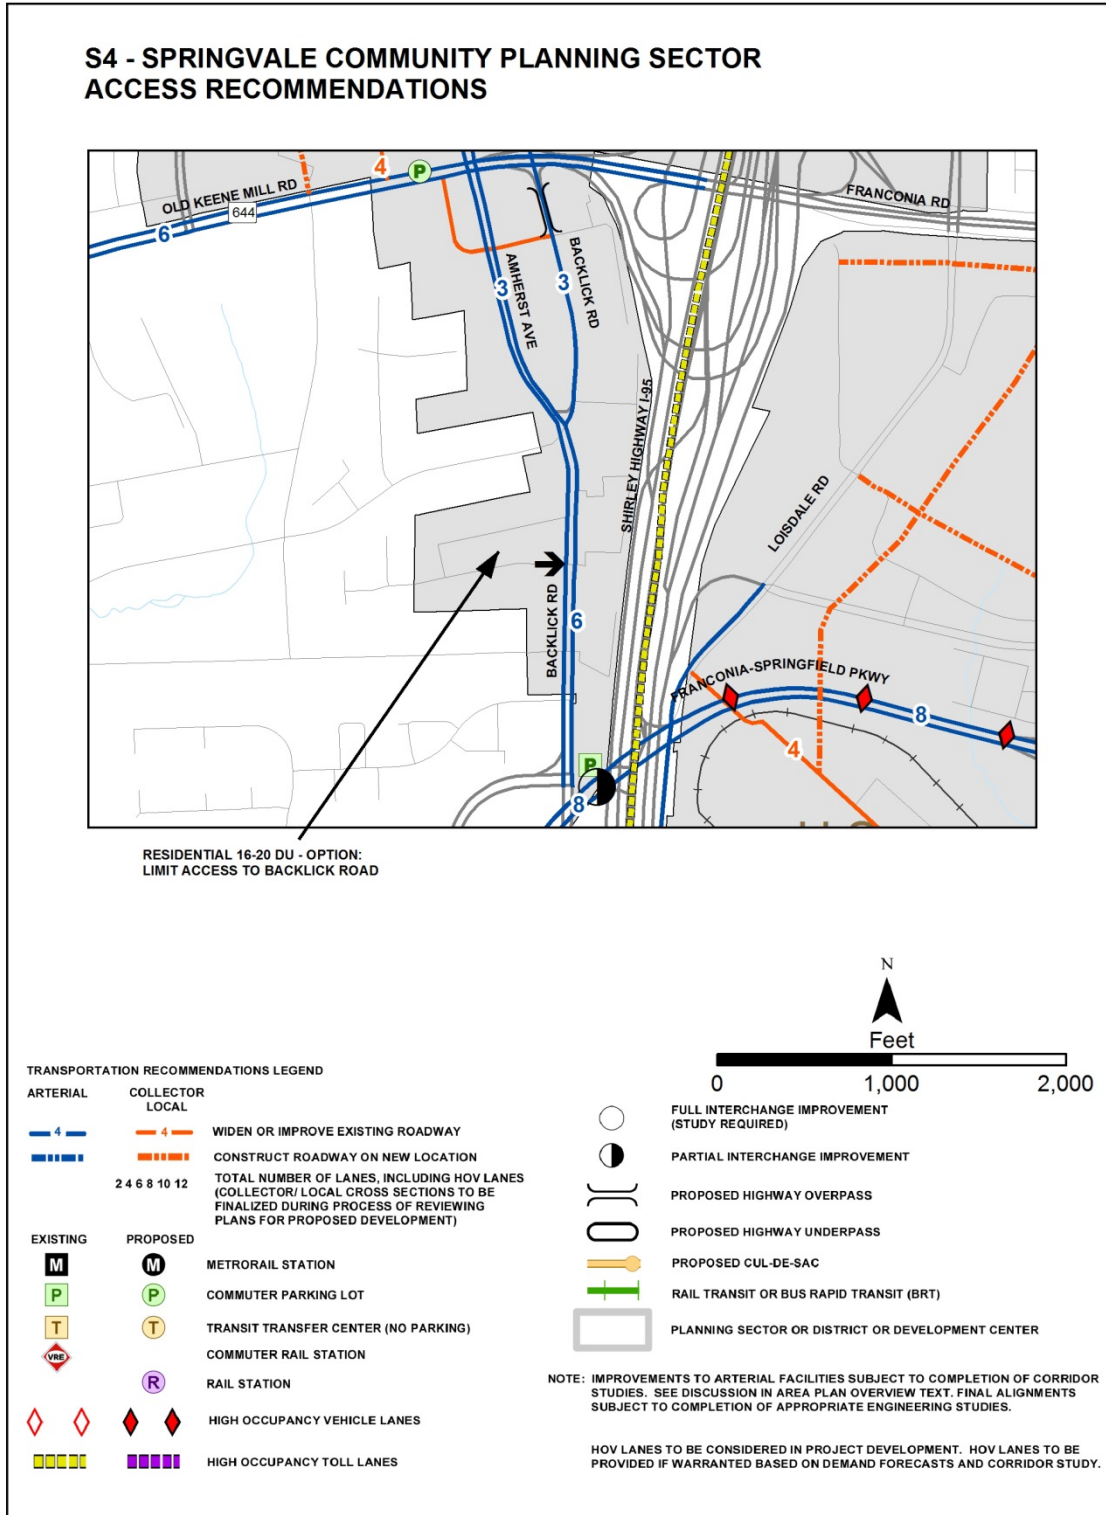 S4 - SPRINGVALE COMMUNITY PLANNING SECTOR
ACCESS RECOMMENDATIONS
OLD KEENE MILL RD
644
6
4
P
FRANCONIA RD
AMHERST AVE
3
BACKLICK RD
3
SHIRLEY HIGHWAY I-95
LOISDALE RD
BACKLICK RD
6
FRANCONIA-SPRINGFIELD PKWY
8
4
P
8
RESIDENTIAL 16-20 DU - OPTION:
LIMIT ACCESS TO BACKLICK ROAD
N
Feet
0 1,000 2,000
TRANSPORTATION RECOMMENDATIONS LEGEND
ARTERIAL COLLECTOR
LOCAL
4 4 WIDEN OR IMPROVE EXISTING ROADWAY
CONSTRUCT ROADWAY ON NEW LOCATION
2 4 6 8 10 12 TOTAL NUMBER OF LANES, INCLUDING HOV LANES
(COLLECTOR/ LOCAL CROSS SECTIONS TO BE
FINALIZED DURING PROCESS OF REVIEWING
PLANS FOR PROPOSED DEVELOPMENT)
EXISTING PROPOSED
M M METRORAIL STATION
P P COMMUTER PARKING LOT
T T TRANSIT TRANSFER CENTER (NO PARKING)
VRE COMMUTER RAIL STATION
R RAIL STATION
HIGH OCCUPANCY VEHICLE LANES
HIGH OCCUPANCY TOLL LANES
FULL INTERCHANGE IMPROVEMENT
(STUDY REQUIRED)
PARTIAL INTERCHANGE IMPROVEMENT
PROPOSED HIGHWAY OVERPASS
PROPOSED HIGHWAY UNDERPASS
PROPOSED CUL-DE-SAC
RAIL TRANSIT OR BUS RAPID TRANSIT (BRT)
PLANNING SECTOR OR DISTRICT OR DEVELOPMENT CENTER
NOTE: IMPROVEMENTS TO ARTERIAL FACILITIES SUBJECT TO COMPLETION OF CORRIDOR
STUDIES. SEE DISCUSSION IN AREA PLAN OVERVIEW TEXT. FINAL ALIGNMENTS
SUBJECT TO COMPLETION OF APPROPRIATE ENGINEERING STUDIES.
HOV LANES TO BE CONSIDERED IN PROJECT DEVELOPMENT. HOV LANES TO BE
PROVIDED IF WARRANTED BASED ON DEMAND FORECASTS AND CORRIDOR STUDY.